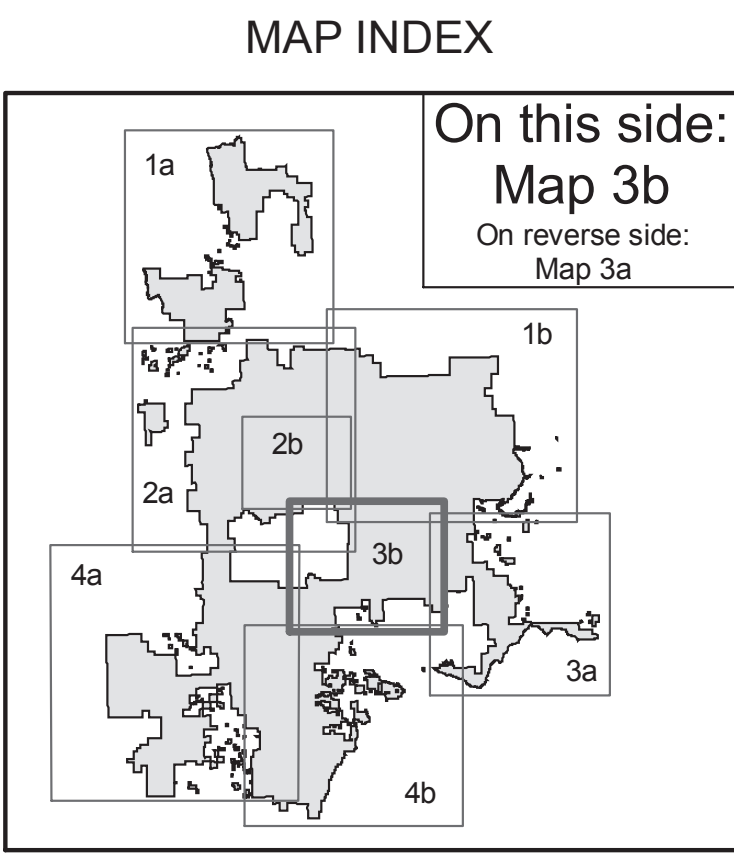 MAP INDEX
On this side:
Map 3b
On reverse side:
Map 3a
1a
1b
2b
2a
3b
4a
3a
4b